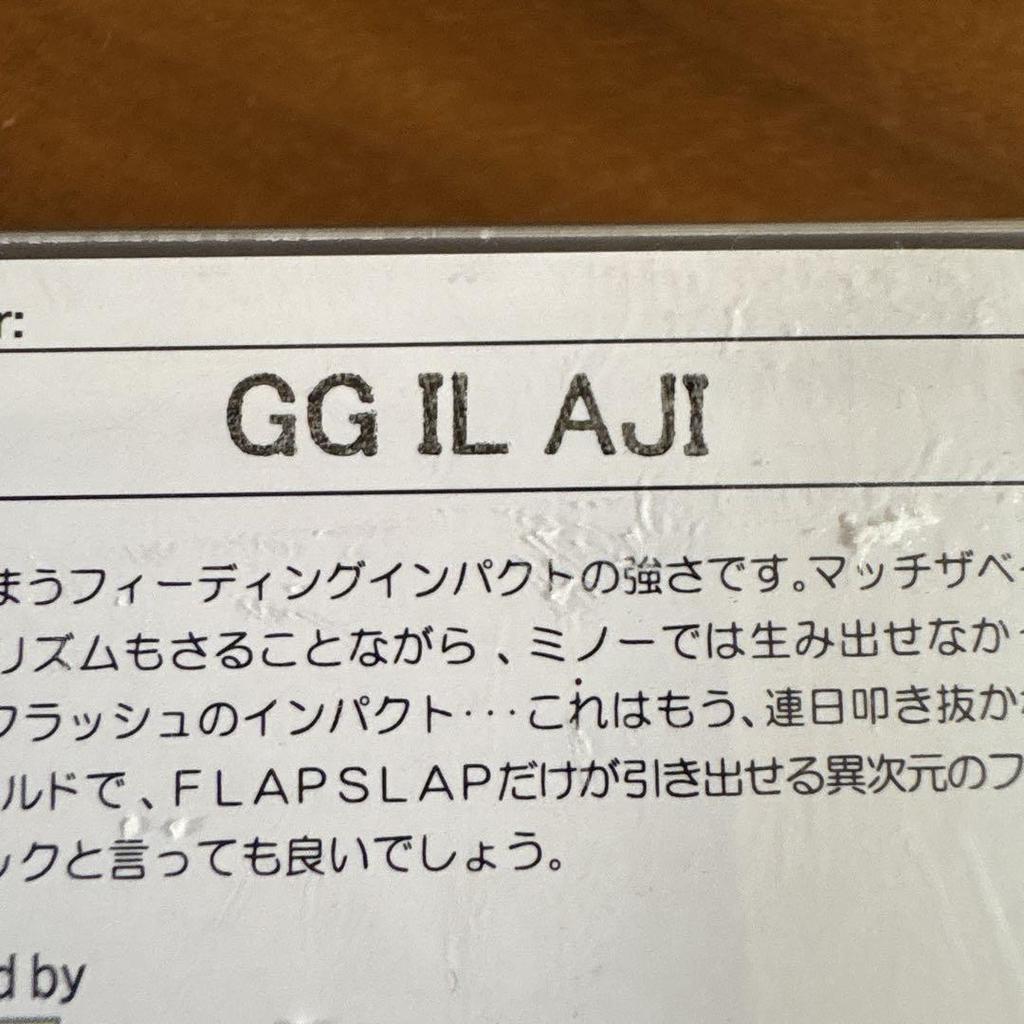 r:
GG IL AJI
まうフィーディングインパクトの強さです。マッチザベ
リズムもさることながら、ミノーでは生み出せなか
フラッシュのインパクト･･･これはもう、連日叩き抜か
ルドで、ＦＬＡＰＳＬＡＰだけが引き出せる異次元のフ
ックと言っても良いでしょう。
d by